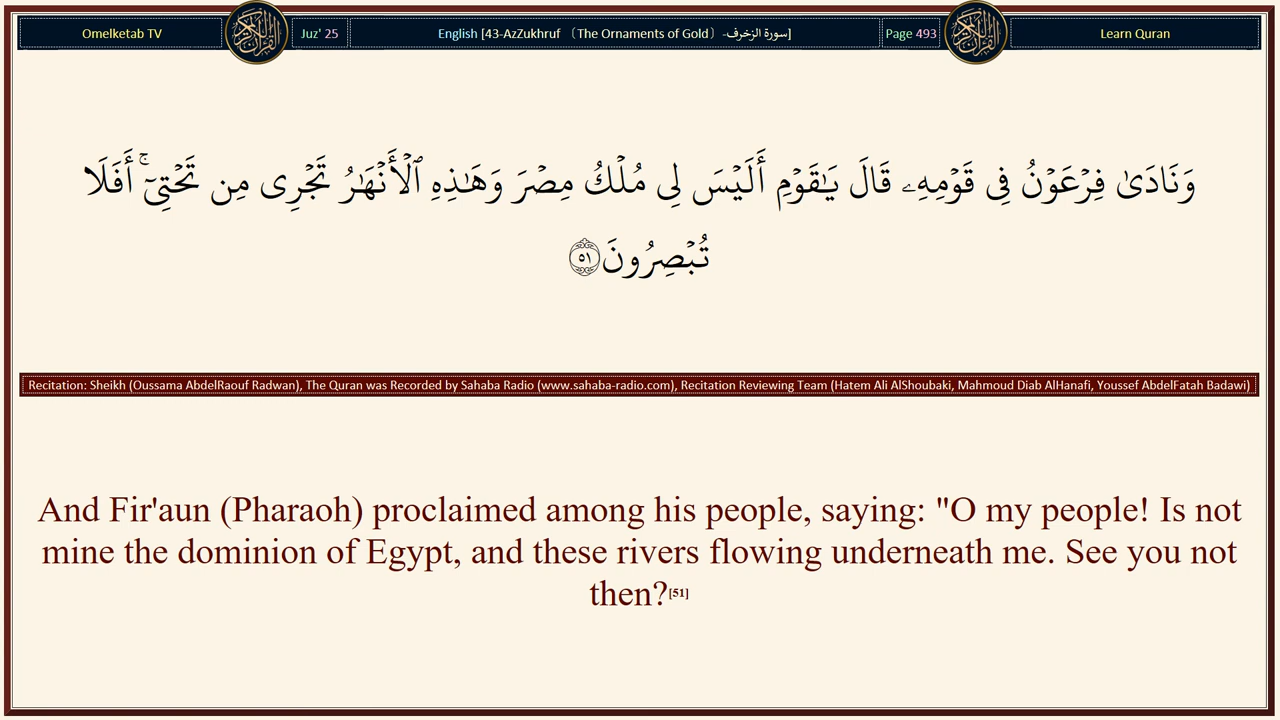 Omelketab TV
Juz' 25
English [43-AzZukhruf 〔The Ornaments of Gold〕 -سورة الزخرف]
Page 493
Learn Quran
وَنَادَىٰ فِرْعَوْنُ فِى قَوْمِهِۦ قَالَ يَـٰقَوْمِ أَلَيْسَ لِى مُلْكُ مِصْرَ وَهَـٰذِهِ ٱلْأَنْهَـٰرُ تَجْرِى مِن تَحْتِىٓ ۚ أَفَلَا
تُبْصِرُونَ ٥١
Recitation: Sheikh (Oussama AbdelRaouf Radwan), The Quran was Recorded by Sahaba Radio (www.sahaba-radio.com), Recitation Reviewing Team (Hatem Ali AlShoubaki, Mahmoud Diab AlHanafi, Youssef AbdelFatah Badawi)
And Fir'aun (Pharaoh) proclaimed among his people, saying: "O my people! Is not
mine the dominion of Egypt, and these rivers flowing underneath me. See you not
then?[51]